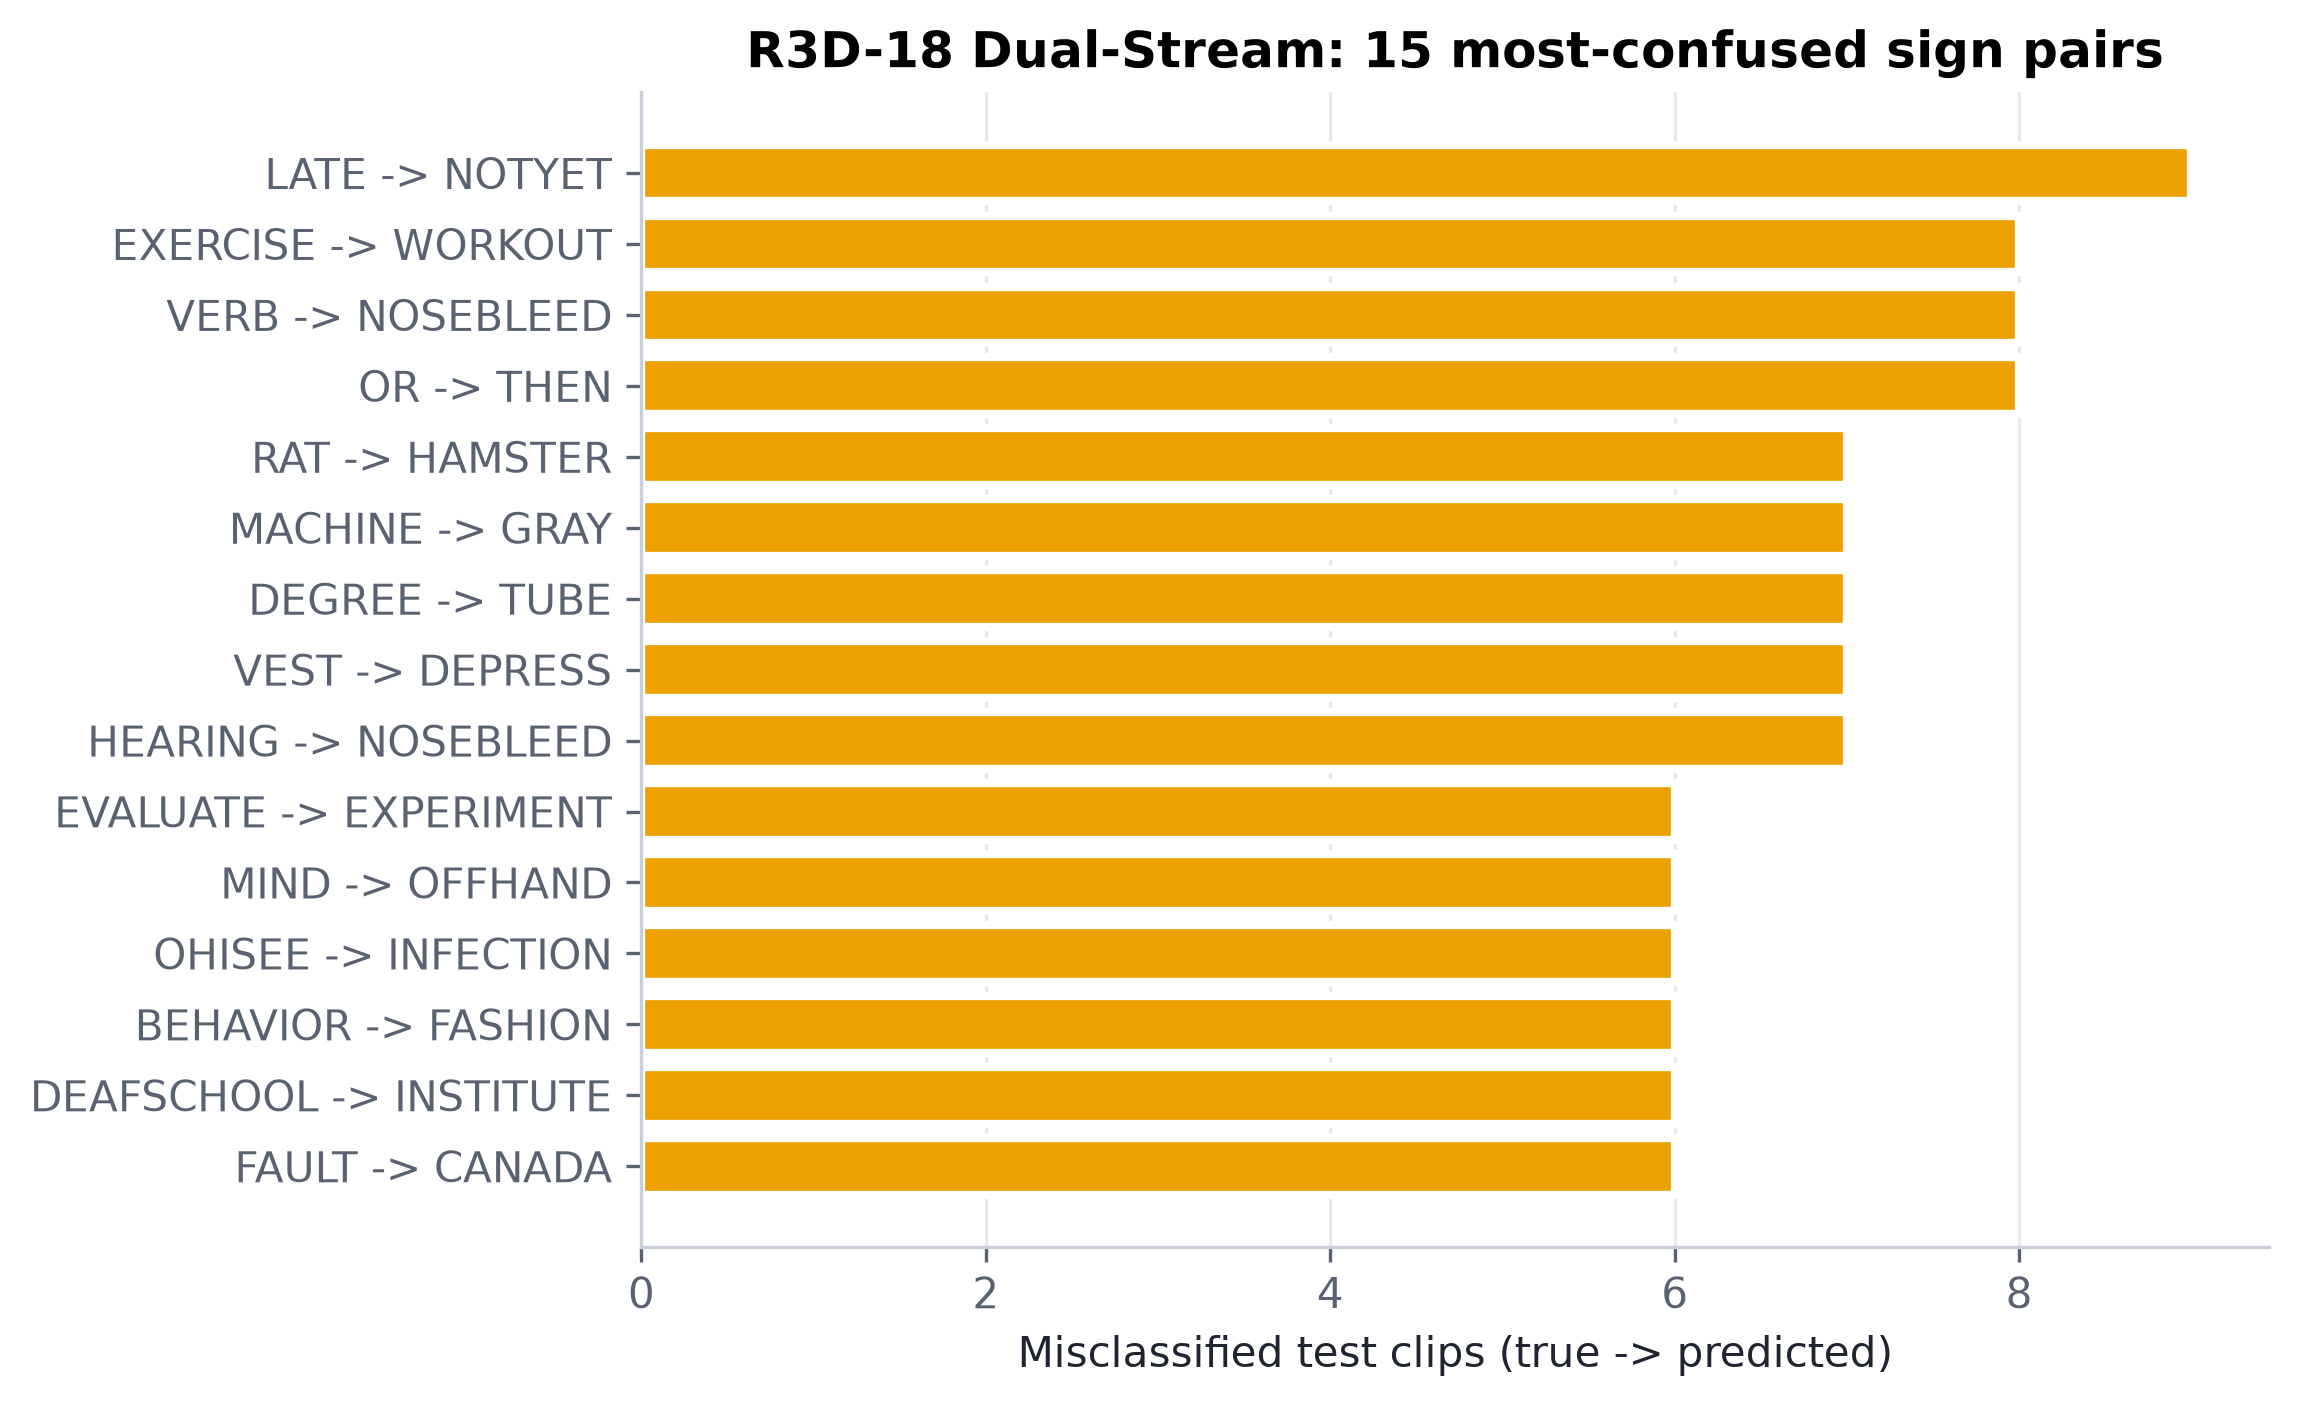 R3D-18 Dual-Stream: 15 most-confused sign pairs
LATE -> NOTYET
EXERCISE -> WORKOUT
VERB -> NOSEBLEED
OR -> THEN
RAT -> HAMSTER
MACHINE -> GRAY
DEGREE -> TUBE
VEST -> DEPRESS
HEARING -> NOSEBLEED
EVALUATE -> EXPERIMENT
MIND -> OFFHAND
OHISEE -> INFECTION
BEHAVIOR -> FASHION
DEAFSCHOOL -> INSTITUTE
FAULT -> CANADA
0 2 4 6 8
Misclassified test clips (true -> predicted)